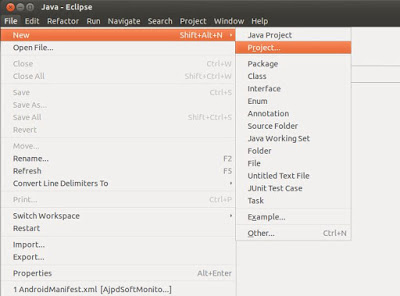 Java - Eclipse
File Edit Refactor Run Navigate Search Project Window Help
New Shift+Alt+N
Open File...
Close Ctrl+W
Close All Shift+Ctrl+W
Save Ctrl+S
Save As...
Save All Shift+Ctrl+S
Revert
Move...
Rename... F2
Refresh F5
Convert Line Delimiters To
Print... Ctrl+P
Switch Workspace
Restart
Import...
Export...
Properties Alt+Enter
1 AndroidManifest.xml [AjpdSoftMonito...]
Java Project
Project...
Package
Class
Interface
Enum
Annotation
Source Folder
Java Working Set
Folder
File
Untitled Text File
JUnit Test Case
Task
Example...
Other... Ctrl+N